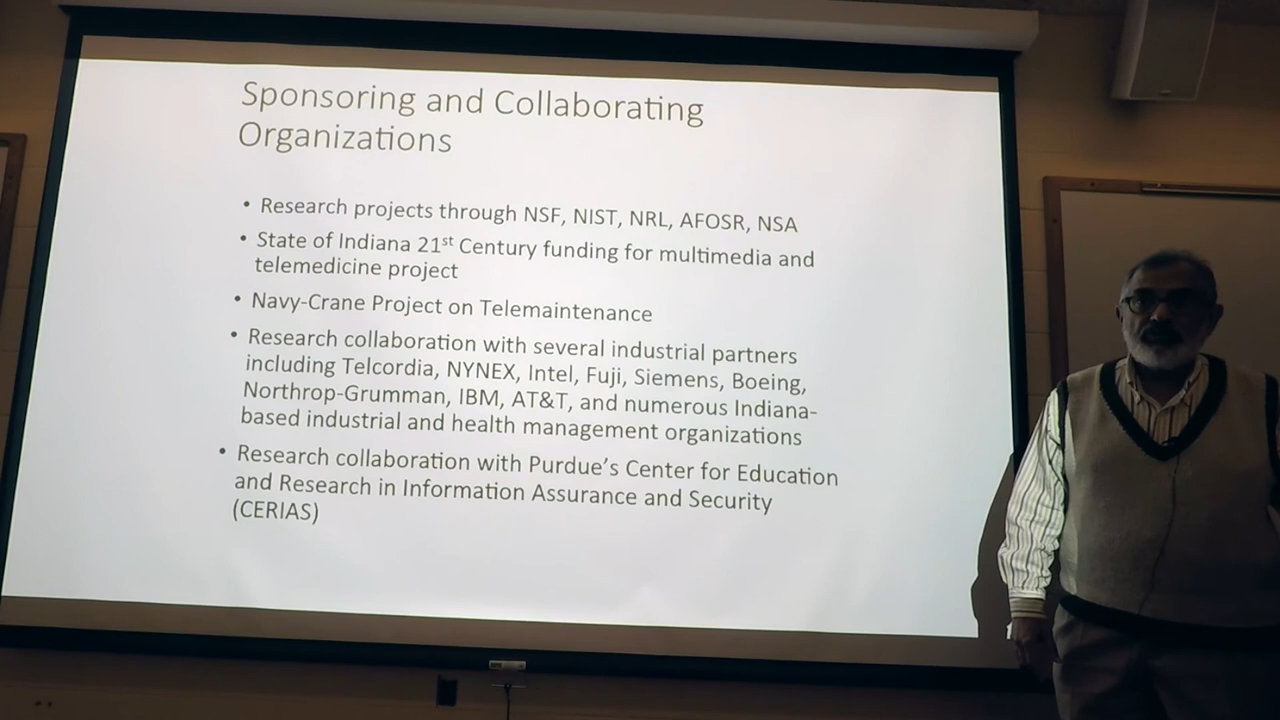 Sponsoring and Collaborating
Organizations
• Research projects through NSF, NIST, NRL, AFOSR, NSA
• State of Indiana 21st Century funding for multimedia and
telemedicine project
• Navy-Crane Project on Telemaintenance
• Research collaboration with several industrial partners
including Telcordia, NYNEX, Intel, Fuji, Siemens, Boeing,
Northrop-Grumman, IBM, AT&T, and numerous Indiana-
based industrial and health management organizations
• Research collaboration with Purdue’s Center for Education
and Research in Information Assurance and Security
(CERIAS)